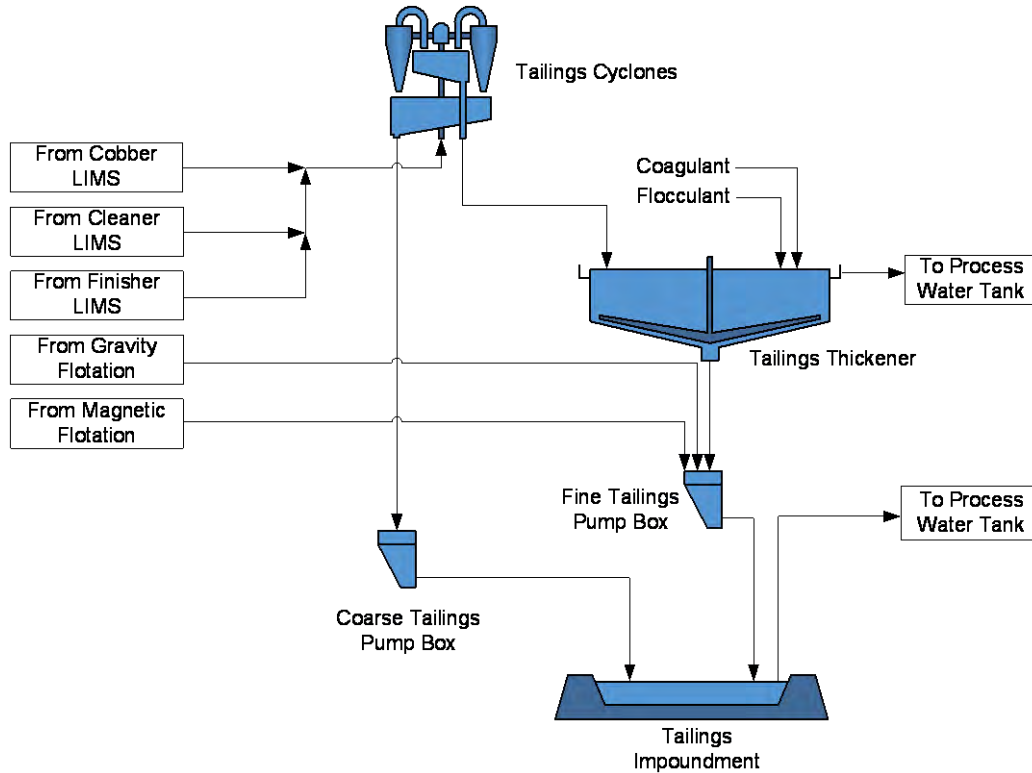 Tailings Cyclones
From Cobber
LIMS
From Cleaner
LIMS
From Finisher
LIMS
From Gravity
Flotation
From Magnetic
Flotation
Coagulant
Flocculant
To Process
Water Tank
Tailings Thickener
Fine Tailings
Pump Box
To Process
Water Tank
Coarse Tailings
Pump Box
Tailings
Impoundment